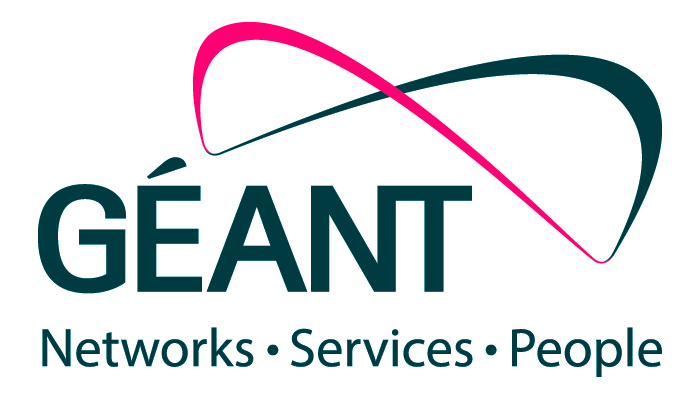 GÉANT
Networks • Services • People